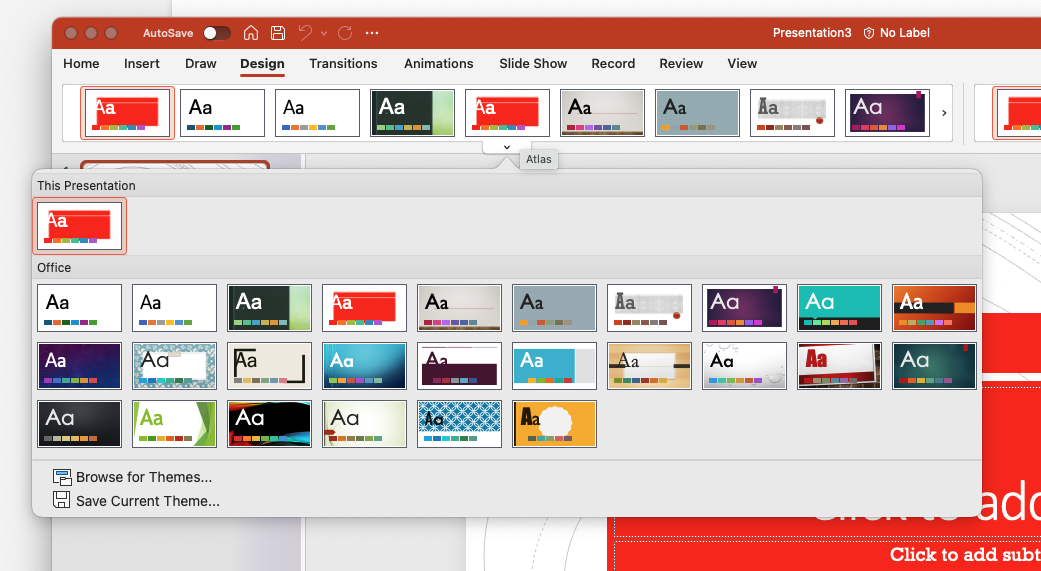 AutoSave
Presentation3 No Label
Home Insert Draw Design Transitions Animations Slide Show Record Review View
Aa Aa Aa Aa Aa Aa Aa Aa Aa
Atlas
This Presentation
Aa
Office
Aa Aa Aa Aa Aa Aa Aa Aa Aa Aa
Aa Aa Aa Aa Aa Aa Aa Aa Aa Aa
Aa Aa Aa Aa Aa Aa
Browse for Themes...
Save Current Theme...
Click to add
Click to add subt